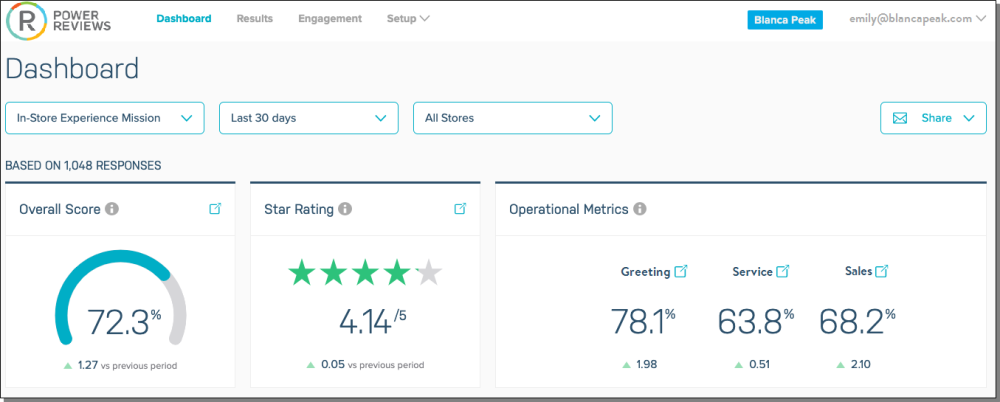 R POWER REVIEWS
Dashboard Results Engagement Setup
Blanca Peak
emily@blancapeak.com
Dashboard
In-Store Experience Mission
Last 30 days
All Stores
Share
BASED ON 1,048 RESPONSES
Overall Score
72.3%
1.27 vs previous period
Star Rating
4.14/5
0.05 vs previous period
Operational Metrics
Greeting Service Sales
78.1% 63.8% 68.2%
1.98 0.51 2.10